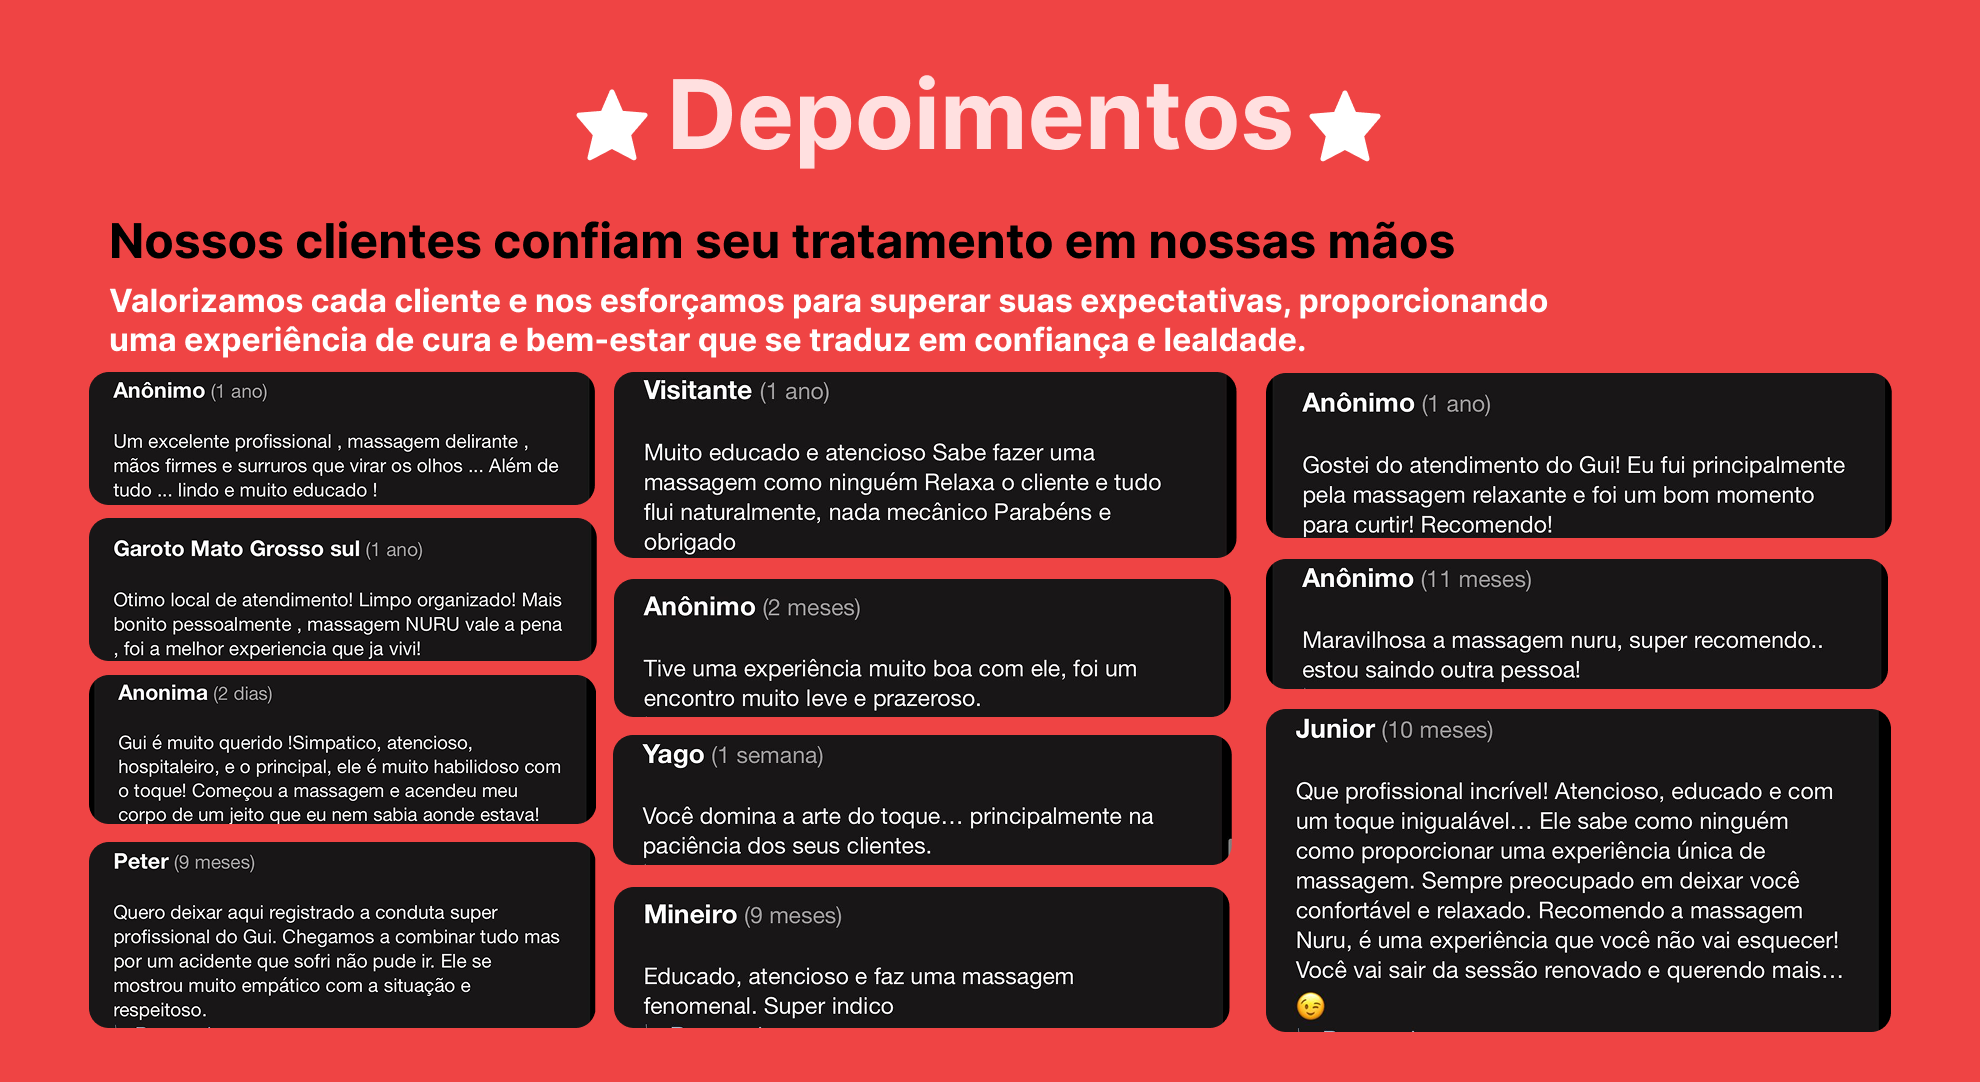 Depoimentos
Nossos clientes confiam seu tratamento em nossas mãos
Valorizamos cada cliente e nos esforçamos para superar suas expectativas, proporcionando
uma experiência de cura e bem-estar que se traduz em confiança e lealdade.
Anônimo (1 ano)
Um excelente profissional , massagem delirante ,
mãos firmes e surruros que virar os olhos ... Além de
tudo ... lindo e muito educado !
Garoto Mato Grosso sul (1 ano)
Otimo local de atendimento! Limpo organizado! Mais
bonito pessoalmente , massagem NURU vale a pena
, foi a melhor experiencia que ja vivi!
Anonima (2 dias)
Gui é muito querido !Simpatico, atencioso,
hospitaleiro, e o principal, ele é muito habilidoso com
o toque! Começou a massagem e acendeu meu
corpo de um jeito que eu nem sabia aonde estava!
Peter (9 meses)
Quero deixar aqui registrado a conduta super
profissional do Gui. Chegamos a combinar tudo mas
por um acidente que sofri não pude ir. Ele se
mostrou muito empático com a situação e
respeitoso.
Visitante (1 ano)
Muito educado e atencioso Sabe fazer uma
massagem como ninguém Relaxa o cliente e tudo
flui naturalmente, nada mecânico Parabéns e
obrigado
Anônimo (2 meses)
Tive uma experiência muito boa com ele, foi um
encontro muito leve e prazeroso.
Yago (1 semana)
Você domina a arte do toque… principalmente na
paciência dos seus clientes.
Mineiro (9 meses)
Educado, atencioso e faz uma massagem
fenomenal. Super indico
Anônimo (1 ano)
Gostei do atendimento do Gui! Eu fui principalmente
pela massagem relaxante e foi um bom momento
para curtir! Recomendo!
Anônimo (11 meses)
Maravilhosa a massagem nuru, super recomendo..
estou saindo outra pessoa!
Junior (10 meses)
Que profissional incrível! Atencioso, educado e com
um toque inigualável… Ele sabe como ninguém
como proporcionar uma experiência única de
massagem. Sempre preocupado em deixar você
confortável e relaxado. Recomendo a massagem
Nuru, é uma experiência que você não vai esquecer!
Você vai sair da sessão renovado e querendo mais…
😉